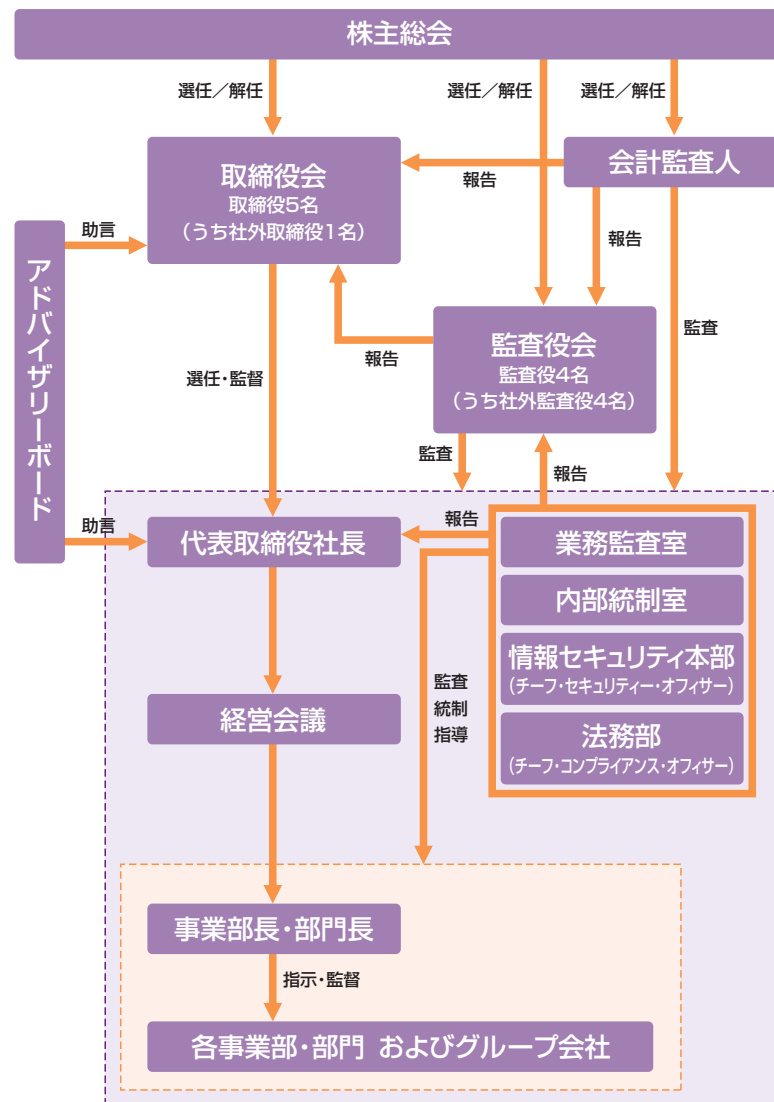 株主総会
選任／解任
選任／解任
選任／解任
取締役会
取締役5名
（うち社外取締役1名）
報告
会計監査人
助言
報告
アドバイザリーボード
監査役会
監査役4名
（うち社外監査役4名）
監査
報告
選任・監督
監査
報告
助言
代表取締役社長
報告
業務監査室
内部統制室
情報セキュリティ本部
（チーフ・セキュリティー・オフィサー）
経営会議
監査
統制
指導
法務部
（チーフ・コンプライアンス・オフィサー）
事業部長・部門長
指示・監督
各事業部・部門 およびグループ会社